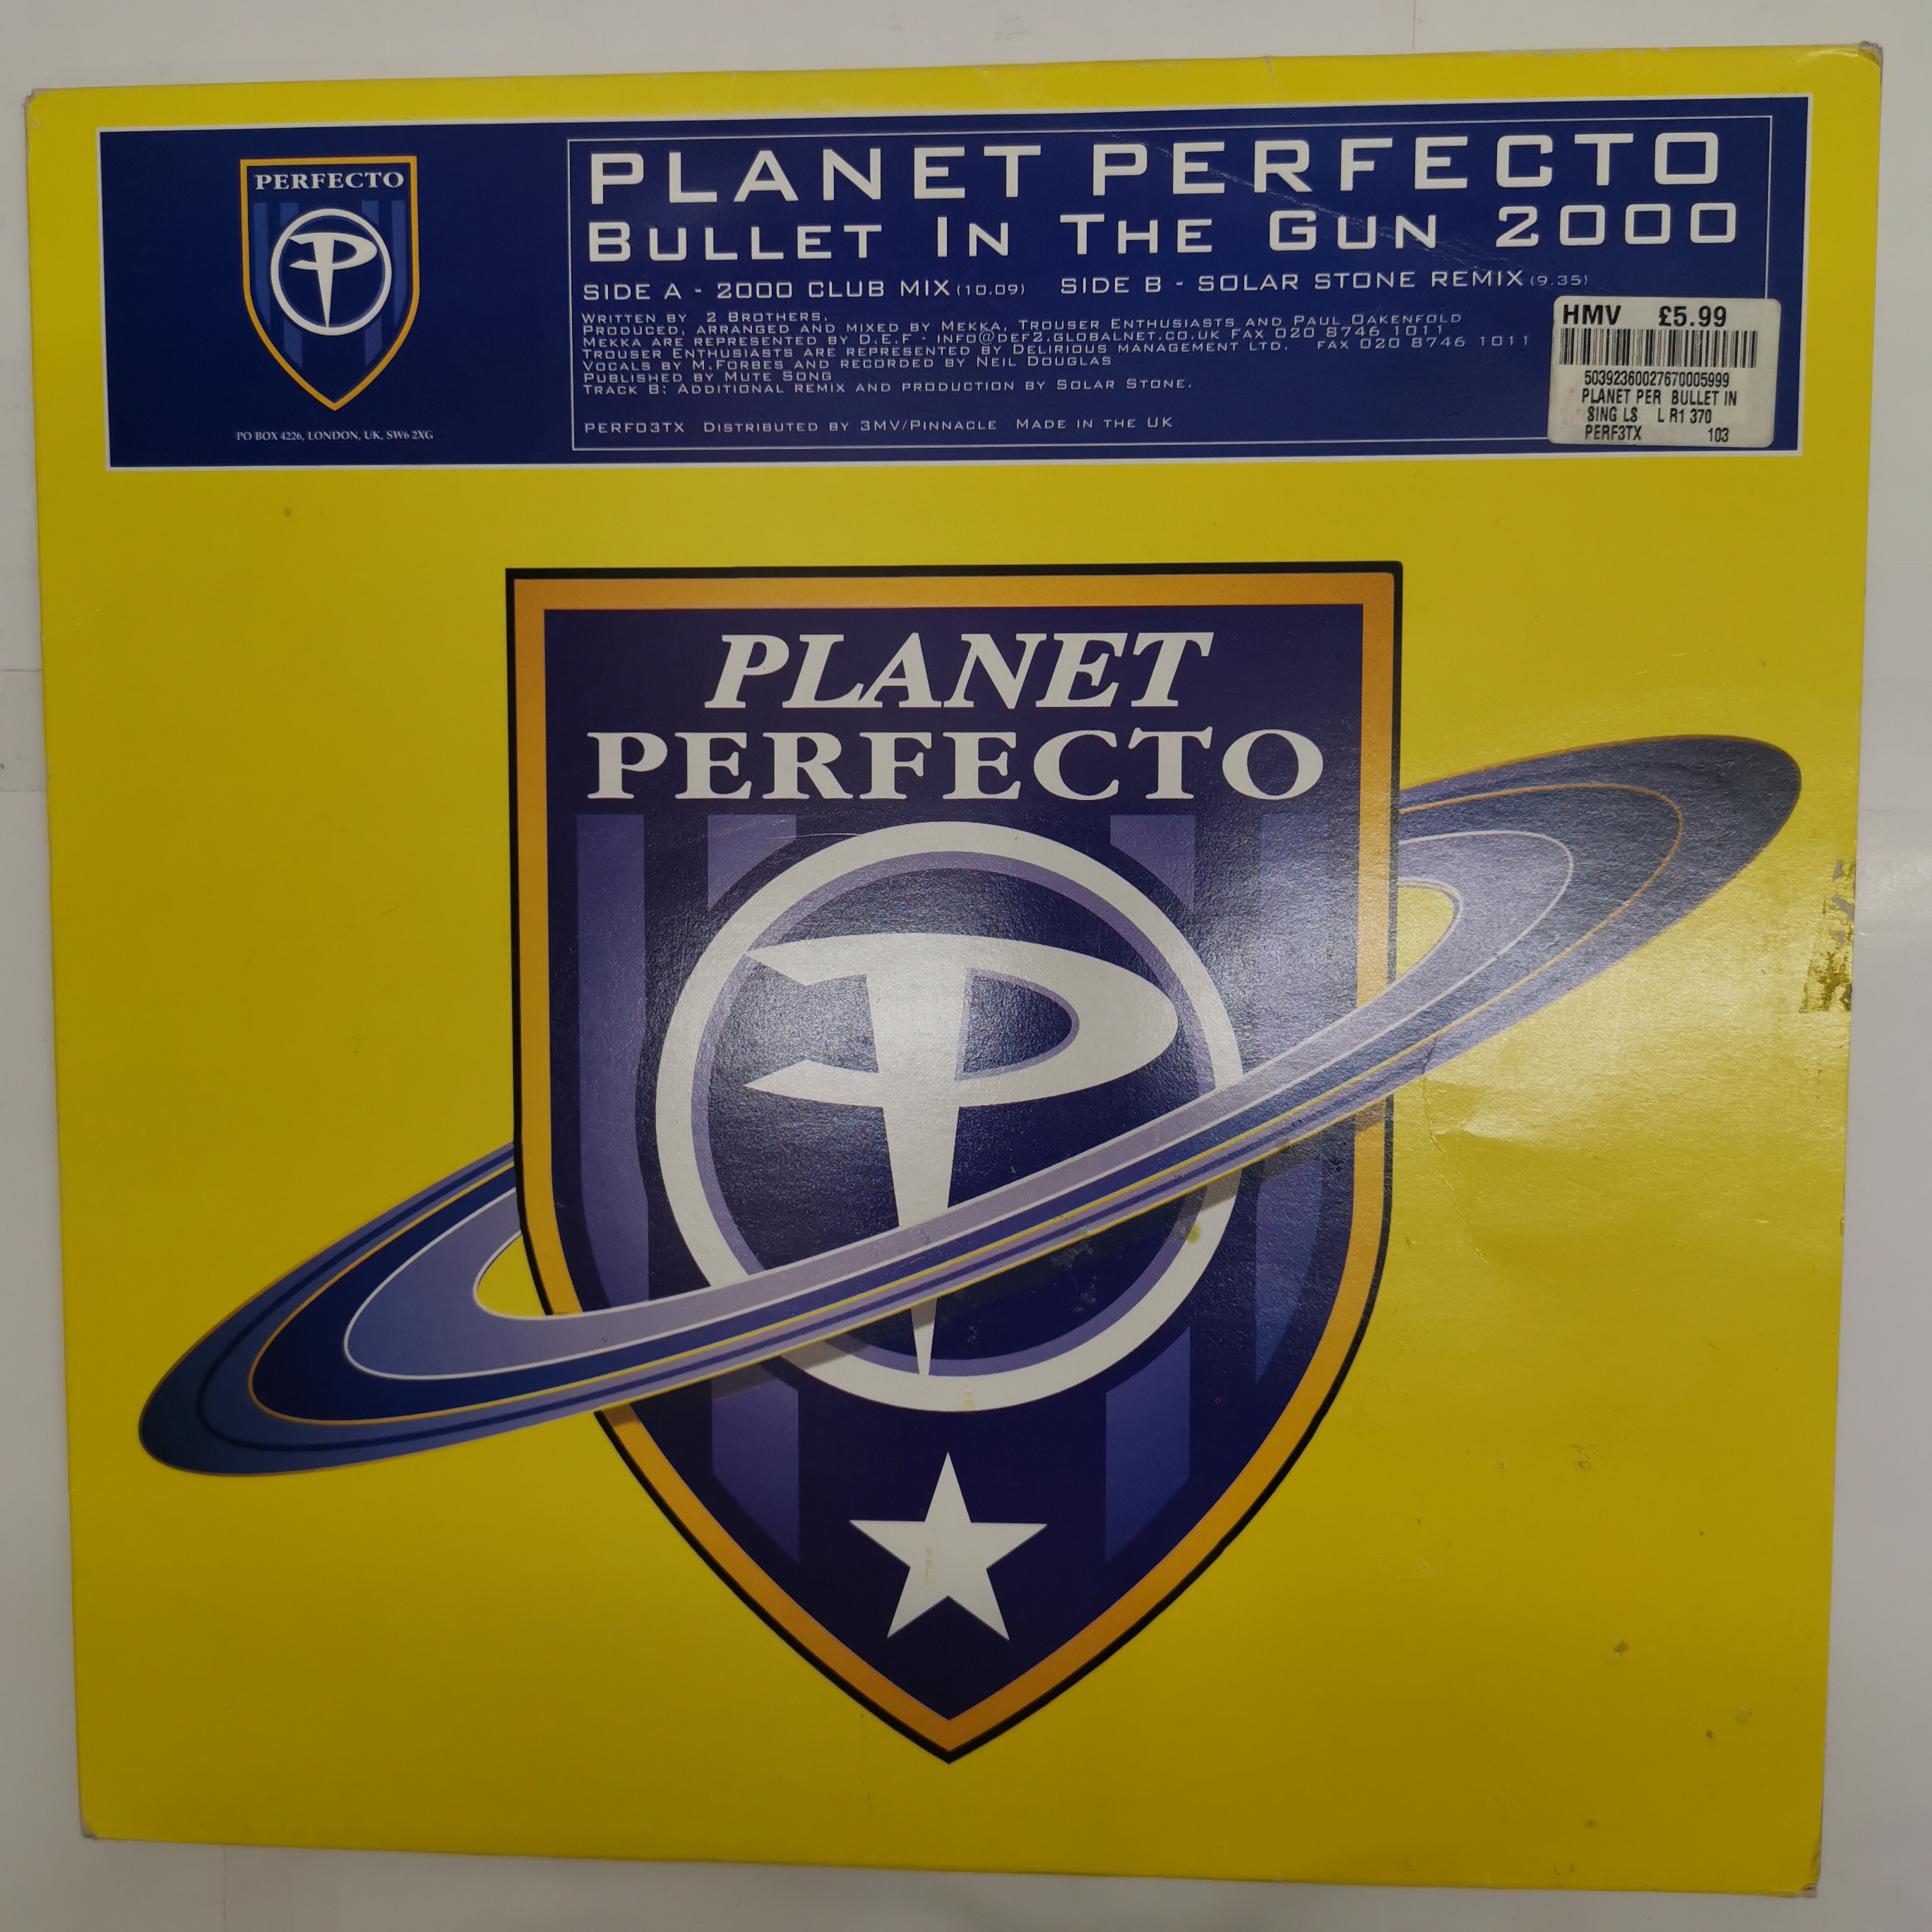 PERFECTO
P
PO BOX 4226, LONDON, UK, SW6 2XG
PLANET PERFECTO
BULLET IN THE GUN 2000
SIDE A - 2000 CLUB MIX (10.09) SIDE B - SOLAR STONE REMIX (9.35)
WRITTEN BY 2 BROTHERS.
PRODUCED, ARRANGED AND MIXED BY MEKKA, TROUSER ENTHUSIASTS AND PAUL OAKENFOLD
MEKKA ARE REPRESENTED BY D.E.F - INFO@DEF2.GLOBALNET.CO.UK FAX 020 8746 1011
TROUSER ENTHUSIASTS ARE REPRESENTED BY DELIRIOUS MANAGEMENT LTD. FAX 020 8746 1011
VOCALS BY M.FORBES AND RECORDED BY NEIL DOUGLAS
PUBLISHED BY MUTE SONG
TRACK B: ADDITIONAL REMIX AND PRODUCTION BY SOLAR STONE.
PERF03TX DISTRIBUTED BY 3MV/PINNACLE MADE IN THE UK
HMV £5.99
50392360027670005999
PLANET PER BULLET IN
SING LS L R1 370
PERF3TX 103
PLANET
PERFECTO
P